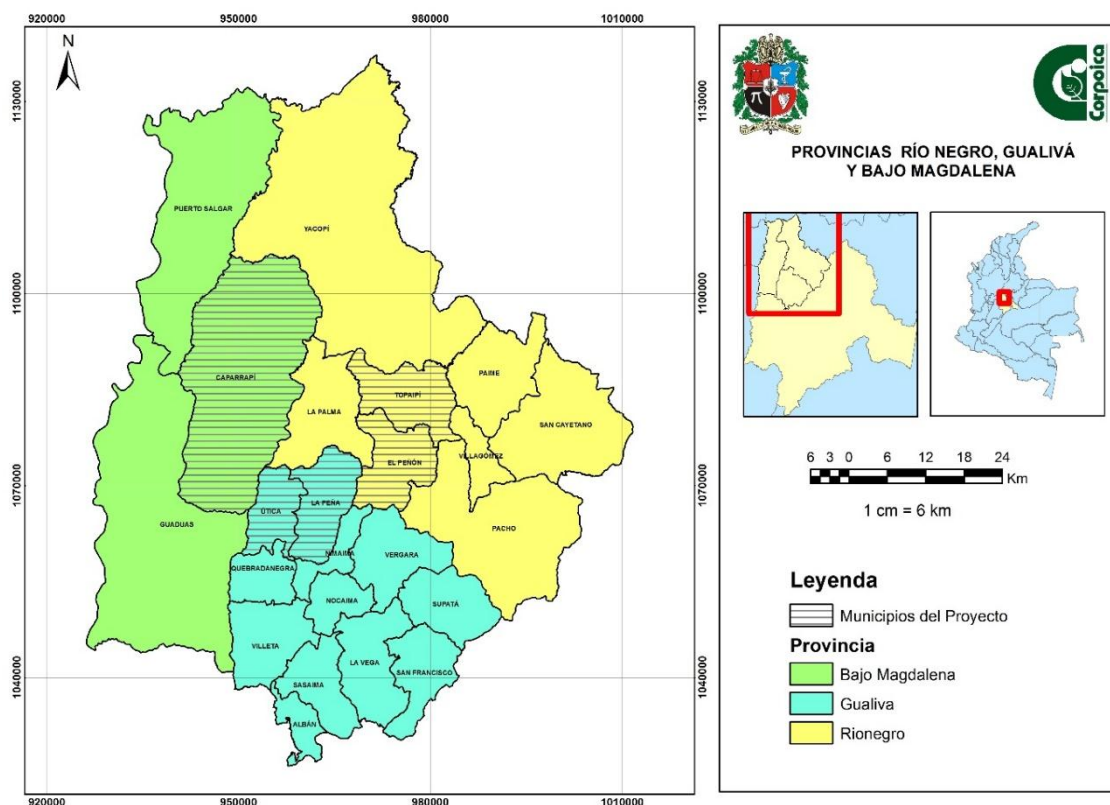 920000 950000 980000 1010000
N
1130000
1100000
1070000
1040000
PUERTO SALGAR
YACOPÍ
CAPARRAPÍ
LA PALMA
TOPAIPÍ
PAIME
SAN CAYETANO
EL PEÑÓN
VILLAGÓMEZ
GUADUAS
ÚTICA
LA PEÑA
PACHO
NIMAIMA
VERGARA
QUEBRADANEGRA
NOCAIMA
SUPATÁ
VILLETA
LA VEGA
SAN FRANCISCO
SASAIMA
ALBÁN
1130000
1100000
1070000
1040000
920000 950000 980000 1010000
Corpoica
PROVINCIAS RÍO NEGRO, GUALIVÁ
Y BAJO MAGDALENA
6 3 0 6 12 18 24
Km
1 cm = 6 km
Leyenda
Municipios del Proyecto
Provincia
Bajo Magdalena
Gualiva
Rionegro